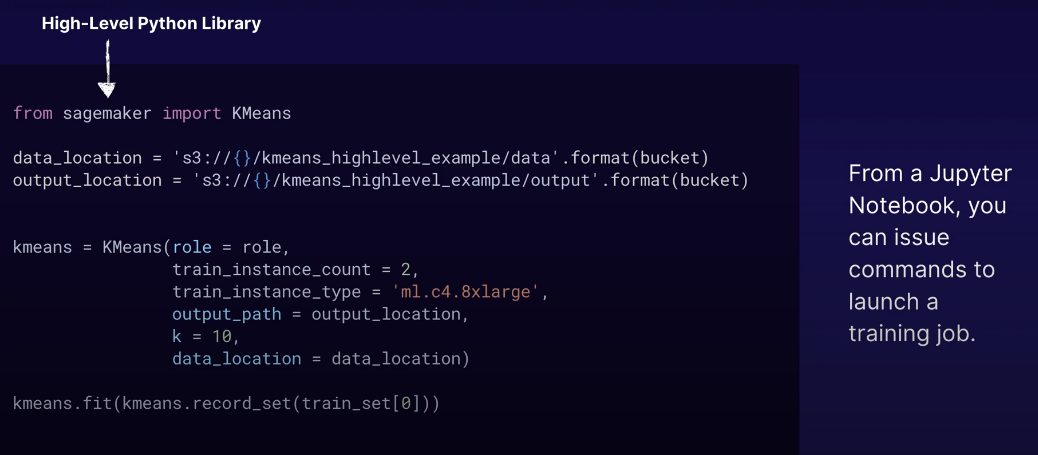 High-Level Python Library
from sagemaker import KMeans
data_location = 's3://{}/kmeans_highlevel_example/data'.format(bucket)
output_location = 's3://{}/kmeans_highlevel_example/output'.format(bucket)
kmeans = KMeans(role = role,
train_instance_count = 2,
train_instance_type = 'ml.c4.8xlarge',
output_path = output_location,
k = 10,
data_location = data_location)
kmeans.fit(kmeans.record_set(train_set[0]))
From a Jupyter
Notebook, you
can issue
commands to
launch a
training job.